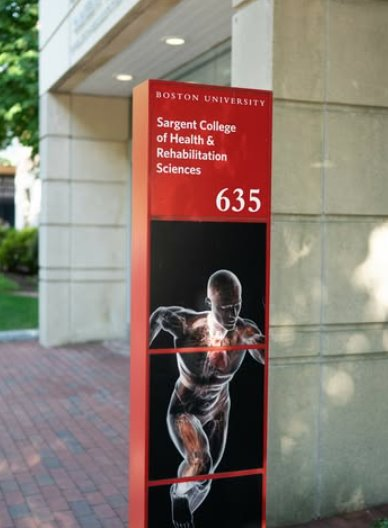 BOSTON UNIVERSITY
Sargent College
of Health &
Rehabilitation
Sciences
635